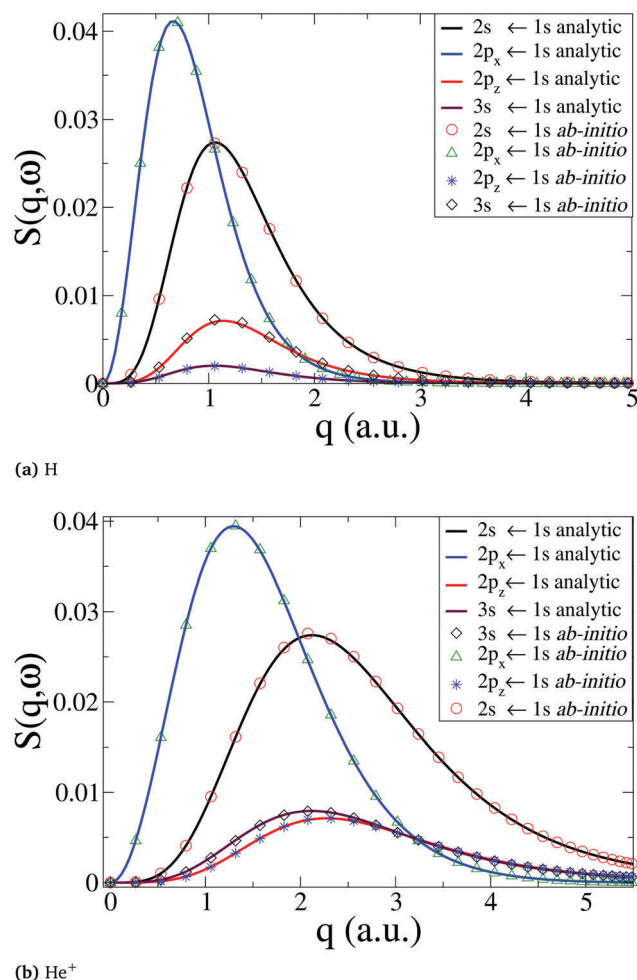 0.04
0.03
0.02
0.01
0
S(q,ω)
2s ← 1s analytic
2pₓ ← 1s analytic
2p_z ← 1s analytic
3s ← 1s analytic
2s ← 1s ab-initio
2pₓ ← 1s ab-initio
2p_z ← 1s ab-initio
3s ← 1s ab-initio
0 1 2 3 4 5
q (a.u.)
(a) H
0.04
0.03
0.02
0.01
0
S(q,ω)
2s ← 1s analytic
2pₓ ← 1s analytic
2p_z ← 1s analytic
3s ← 1s analytic
3s ← 1s ab-initio
2pₓ ← 1s ab-initio
2p_z ← 1s ab-initio
2s ← 1s ab-initio
0 1 2 3 4 5
q (a.u.)
(b) He⁺